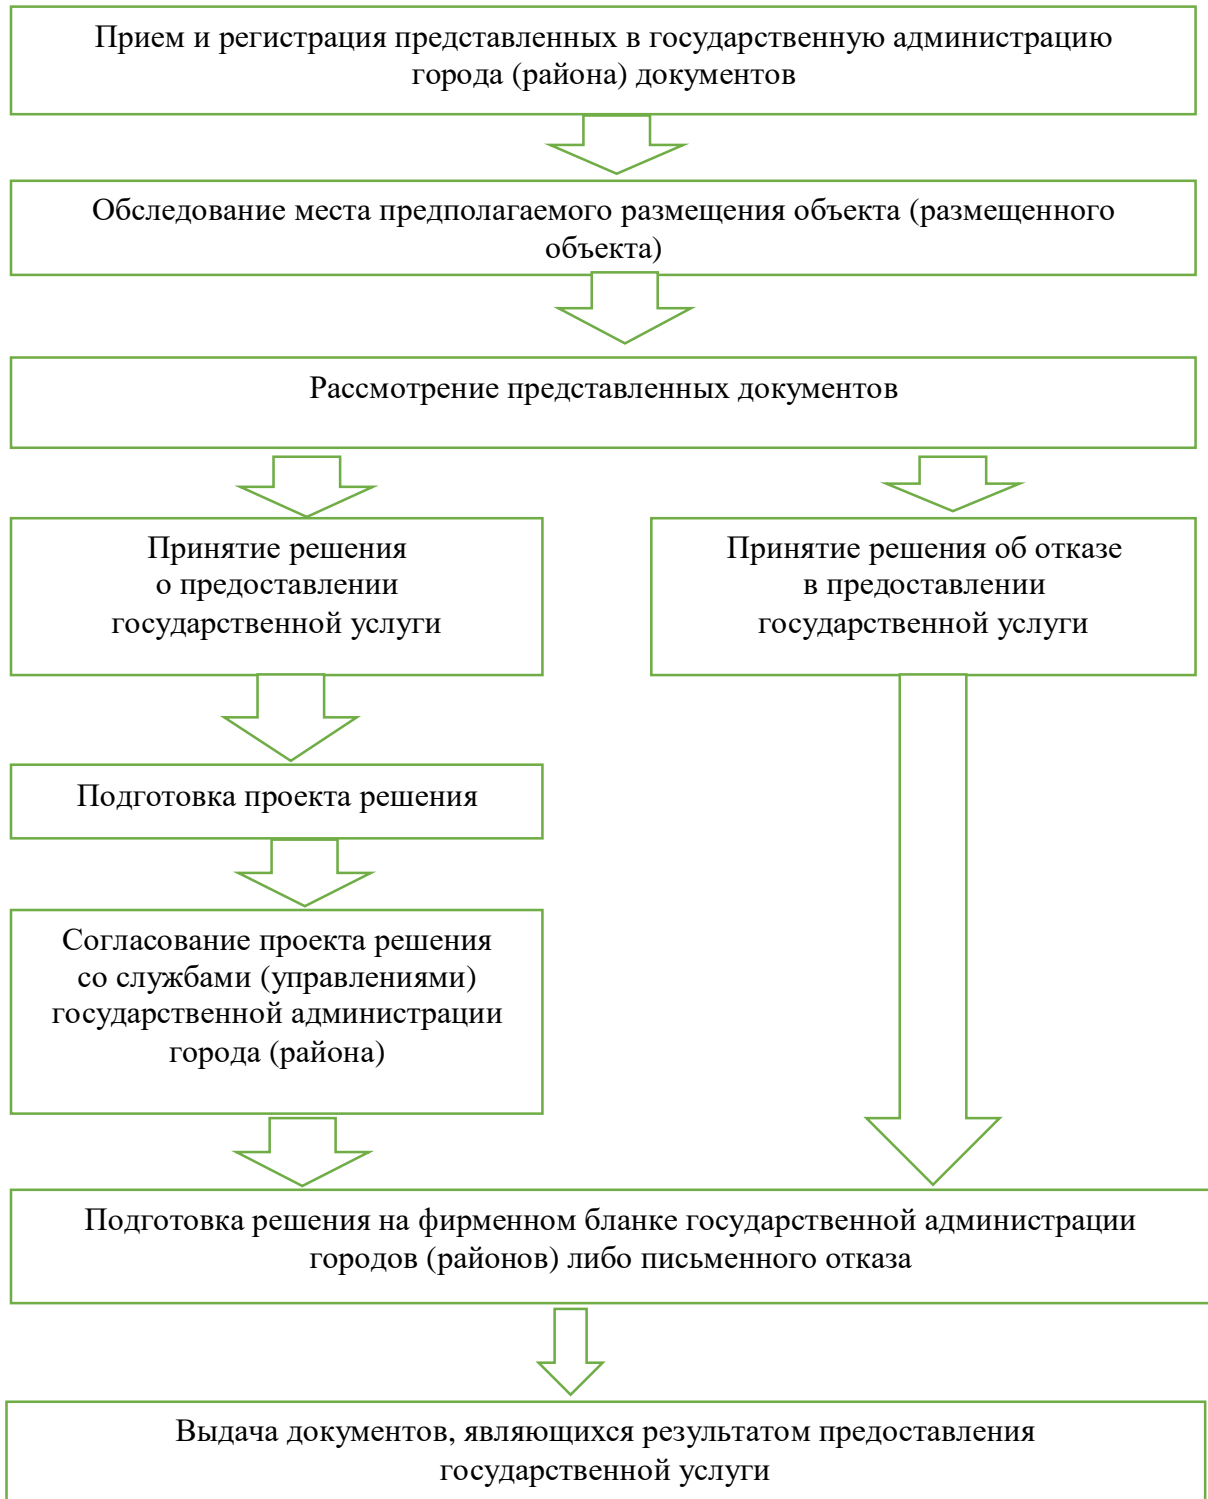 Прием и регистрация представленных в государственную администрацию
города (района) документов
Обследование места предполагаемого размещения объекта (размещенного
объекта)
Рассмотрение представленных документов
Принятие решения
о предоставлении
государственной услуги
Принятие решения об отказе
в предоставлении
государственной услуги
Подготовка проекта решения
Согласование проекта решения
со службами (управлениями)
государственной администрации
города (района)
Подготовка решения на фирменном бланке государственной администрации
городов (районов) либо письменного отказа
Выдача документов, являющихся результатом предоставления
государственной услуги